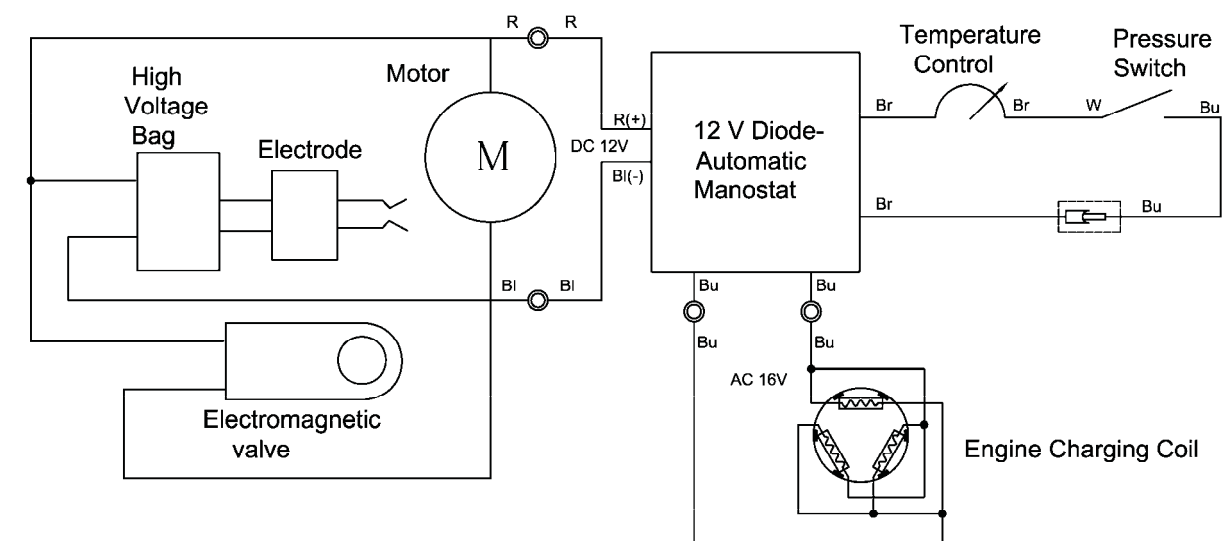 R
R
High
Voltage
Bag
Motor
Electrode
M
R(+)
DC 12V
Bl(-)
12 V Diode-
Automatic
Manostat
Temperature
Control
Pressure
Switch
Br
Br
W
Bu
Br
Bu
Bl
Bl
Bu
Bu
Bu
Bu
AC 16V
Electromagnetic
valve
Engine Charging Coil